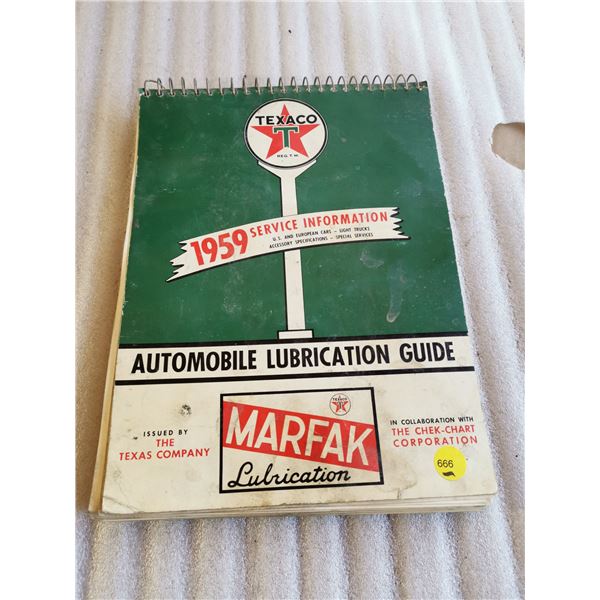 TEXACO
T
REG. T.M.
1959 SERVICE INFORMATION
U. S. AND EUROPEAN CARS - LIGHT TRUCKS
ACCESSORY SPECIFICATIONS - SPECIAL SERVICES
AUTOMOBILE LUBRICATION GUIDE
ISSUED BY
THE
TEXAS COMPANY
TEXACO
T
MARFAK
Lubrication
IN COLLABORATION WITH
THE CHEK-CHART
CORPORATION
666